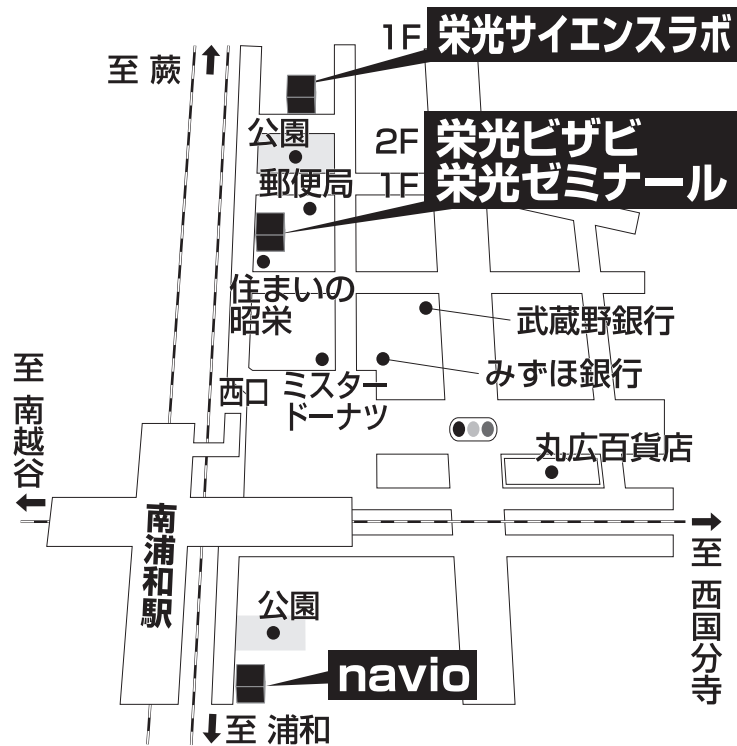 1F 栄光サイエンスラボ
至 蕨
公園
2F 栄光ビザビ
1F 栄光ゼミナール
郵便局
住まいの
昭栄
武蔵野銀行
みずほ銀行
ミスター
ドーナツ
西口
至 南越谷
丸広百貨店
南浦和駅
至 西国分寺
公園
navio
至 浦和